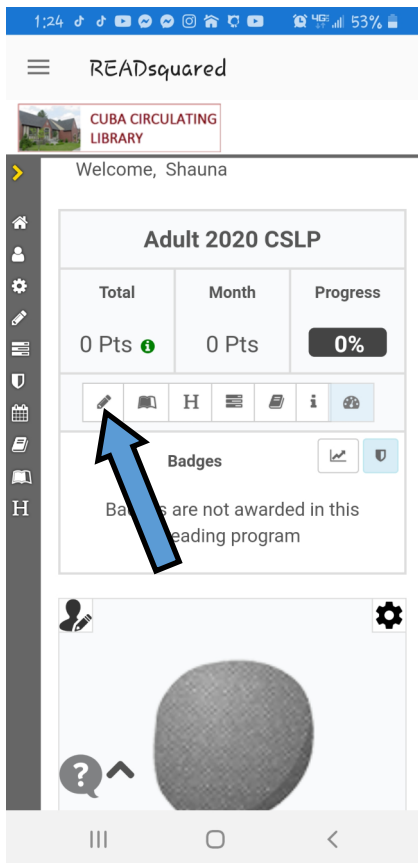 1:24 4G 53%
READsquared
CUBA CIRCULATING
LIBRARY
Welcome, Shauna
Adult 2020 CSLP
Total Month Progress
0 Pts 0 Pts 0%
H i
Badges
H
are not awarded in this
program
?